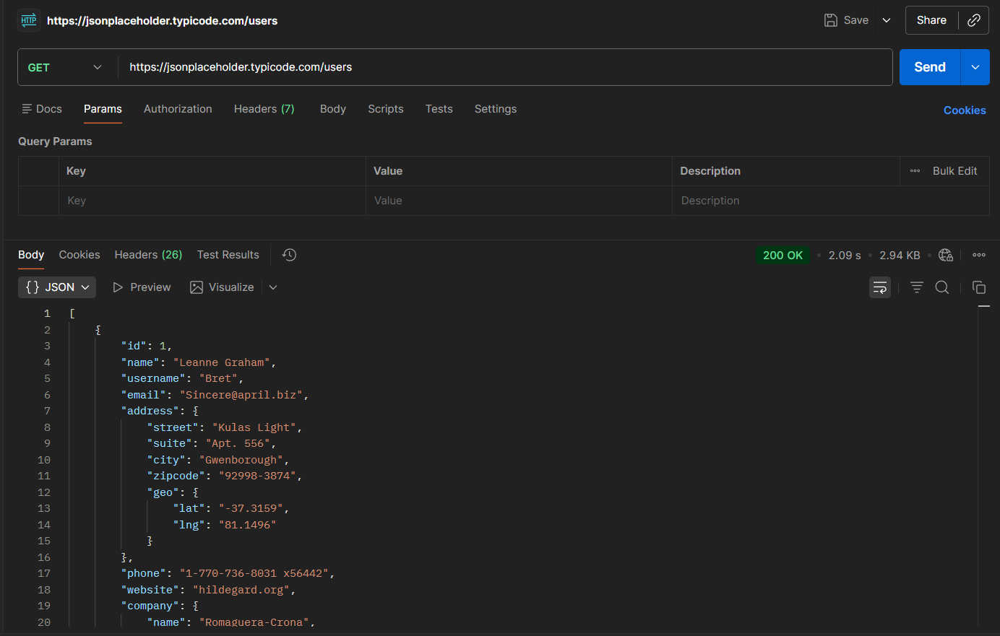 HTTP https://jsonplaceholder.typicode.com/users Save Share
GET https://jsonplaceholder.typicode.com/users Send
Docs Params Authorization Headers (7) Body Scripts Tests Settings Cookies
Query Params
Key Value Description Bulk Edit
Key Value Description
Body Cookies Headers (26) Test Results 200 OK • 2.09 s • 2.94 KB •
{} JSON Preview Visualize
1 [
2 {
3 "id": 1,
4 "name": "Leanne Graham",
5 "username": "Bret",
6 "email": "Sincere@april.biz",
7 "address": {
8 "street": "Kulas Light",
9 "suite": "Apt. 556",
10 "city": "Gwenborough",
11 "zipcode": "92998-3874",
12 "geo": {
13 "lat": "-37.3159",
14 "lng": "81.1496"
15 }
16 },
17 "phone": "1-770-736-8031 x56442",
18 "website": "hildegard.org",
19 "company": {
20 "name": "Romaguera-Crona",